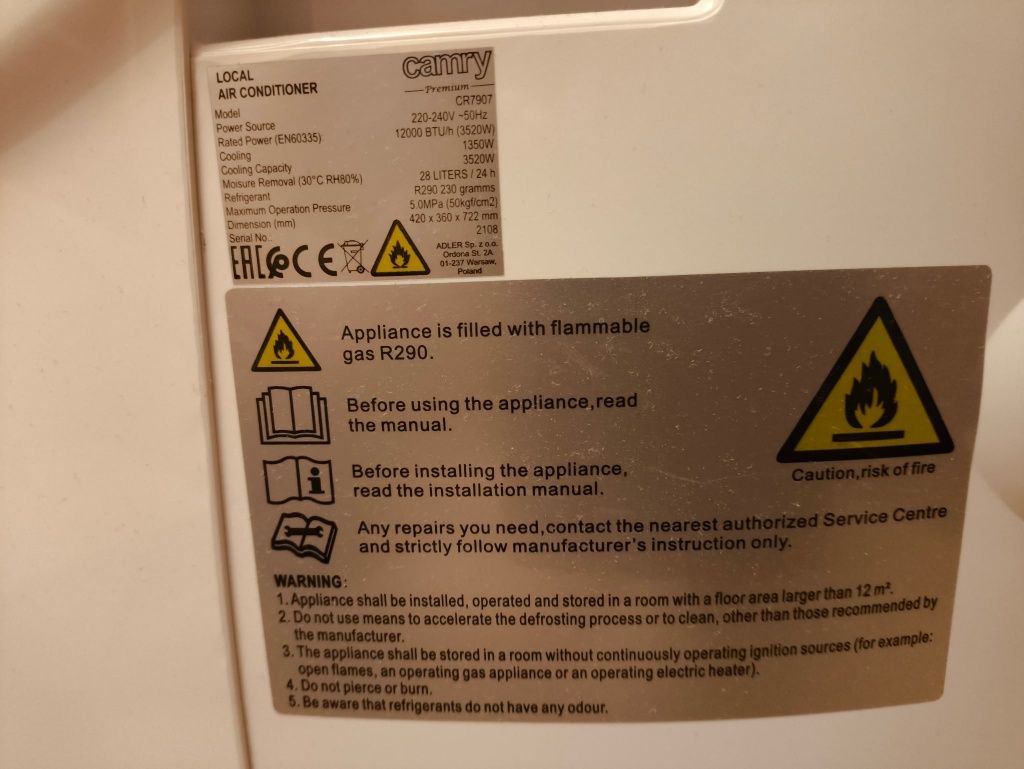 LOCAL
AIR CONDITIONER
camry
Premium
Model CR7907
Power Source 220-240V ~50Hz
Rated Power (EN60335) 12000 BTU/h (3520W)
Cooling 1350W
Cooling Capacity 3520W
Moisure Removal (30°C RH80%) 28 LITERS / 24 h
Refrigerant R290 230 gramms
Maximum Operation Pressure 5.0MPa (50kgf/cm2)
Dimension (mm) 420 x 360 x 722 mm
Serial No.: 2108
EAC CE
ADLER Sp. z o.o.
Ordona St. 2A
01-237 Warsaw,
Poland
Appliance is filled with flammable
gas R290.
Before using the appliance,read
the manual.
Before installing the appliance,
read the installation manual.
Any repairs you need,contact the nearest authorized Service Centre
and strictly follow manufacturer's instruction only.
Caution,risk of fire
WARNING:
1. Appliance shall be installed, operated and stored in a room with a floor area larger than 12 m².
2. Do not use means to accelerate the defrosting process or to clean, other than those recommended by
the manufacturer.
3. The appliance shall be stored in a room without continuously operating ignition sources (for example:
open flames, an operating gas appliance or an operating electric heater).
4. Do not pierce or burn.
5. Be aware that refrigerants do not have any odour.